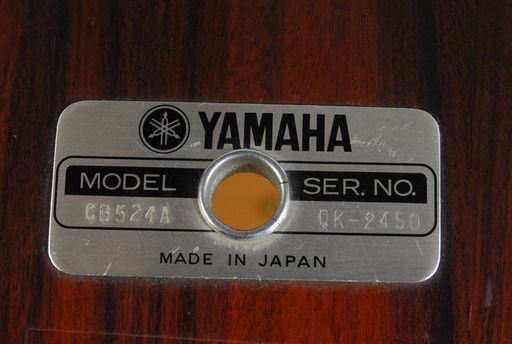 YAMAHA
MODEL SER. NO.
CB524A QK-2450
MADE IN JAPAN